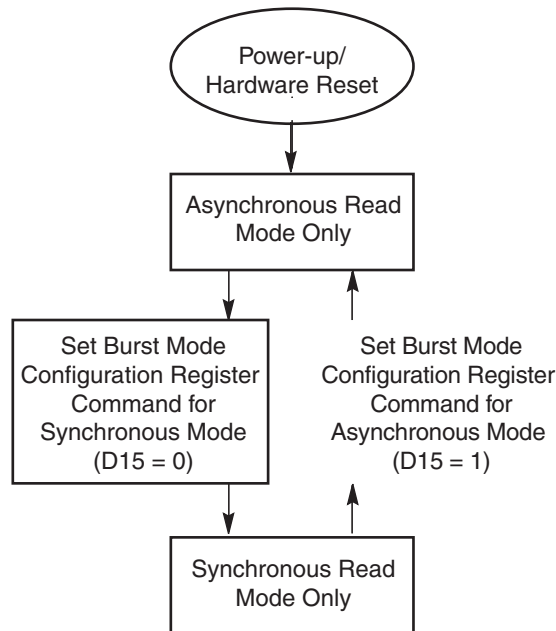 Power-up/
Hardware Reset
Asynchronous Read
Mode Only
Set Burst Mode
Configuration Register
Command for
Synchronous Mode
(D15 = 0)
Set Burst Mode
Configuration Register
Command for
Asynchronous Mode
(D15 = 1)
Synchronous Read
Mode Only